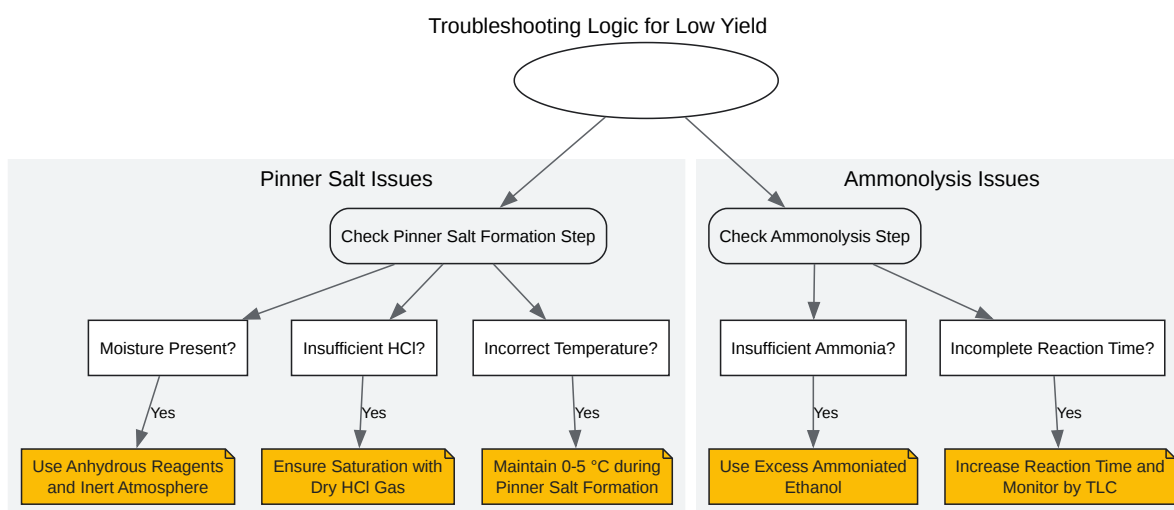 Troubleshooting Logic for Low Yield
Pinner Salt Issues
Ammonolysis Issues
Check Pinner Salt Formation Step
Check Ammonolysis Step
Moisture Present?
Insufficient HCl?
Incorrect Temperature?
Insufficient Ammonia?
Incomplete Reaction Time?
Yes
Yes
Yes
Yes
Yes
Use Anhydrous Reagents
and Inert Atmosphere
Ensure Saturation with
Dry HCl Gas
Maintain 0-5 °C during
Pinner Salt Formation
Use Excess Ammoniated
Ethanol
Increase Reaction Time and
Monitor by TLC